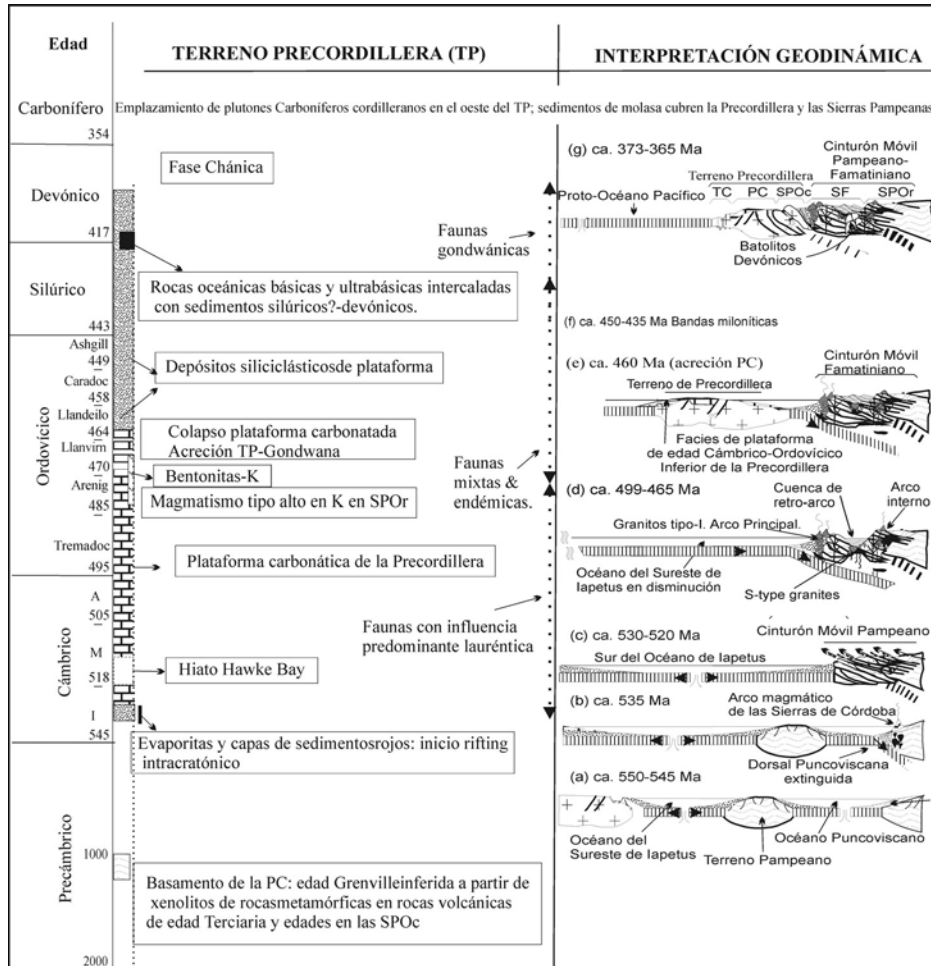 Edad
TERRENO PRECORDILLERA (TP)
INTERPRETACIÓN GEODINÁMICA
Carbonífero
Emplazamiento de plutones Carboníferos cordilleranos en el oeste del TP; sedimentos de molasa cubren la Precordillera y las Sierras Pampeanas
354
Devónico
417
Silúrico
443
Ordovícico
Ashgill
449
Caradoc
458
Llandeilo
464
Llanvirn
470
Arenig
485
Tremadoc
495
Cámbrico
A
505
M
518
I
545
Precámbrico
1000
2000
Fase Chánica
Rocas oceánicas básicas y ultrabásicas intercaladas
con sedimentos silúricos?-devónicos.
Depósitos siliciclásticosde plataforma
Colapso plataforma carbonatada
Acreción TP-Gondwana
Bentonitas-K
Magmatismo tipo alto en K en SPOr
Plataforma carbonática de la Precordillera
Hiato Hawke Bay
Evaporitas y capas de sedimentosrojos: inicio rifting
intracratónico
Basamento de la PC: edad Grenvilleinferida a partir de
xenolitos de rocasmetamórficas en rocas volcánicas
de edad Terciaria y edades en las SPOc
Faunas
gondwánicas
Faunas
mixtas &
endémicas.
Faunas con influencia
predominante lauréntica
(g) ca. 373-365 Ma
Cinturón Móvil
Pampeano-
Famatiniano
Terreno Precordillera
TC PC SPOc SF SPOr
Proto-Océano Pacífico
Batolitos
Devónicos
(f) ca. 450-435 Ma Bandas miloníticas
(e) ca. 460 Ma (acreción PC)
Cinturón Móvil
Famatiniano
Terreno de Precordillera
Facies de plataforma
de edad Cámbrico-Ordovícico
Inferior de la Precordillera
(d) ca. 499-465 Ma
Cuenca de
retro-arco
Arco
interno
Granitos tipo-I. Arco Principal.
Océano del Sureste de
Iapetus en disminución
S-type granites
(c) ca. 530-520 Ma
Cinturón Móvil Pampeano
Sur del Océano de Iapetus
(b) ca. 535 Ma
Arco magmático
de las Sierras de Córdoba
Dorsal Puncoviscana
extinguida
(a) ca. 550-545 Ma
Océano del
Sureste de Iapetus
Terreno Pampeano
Océano Puncoviscano